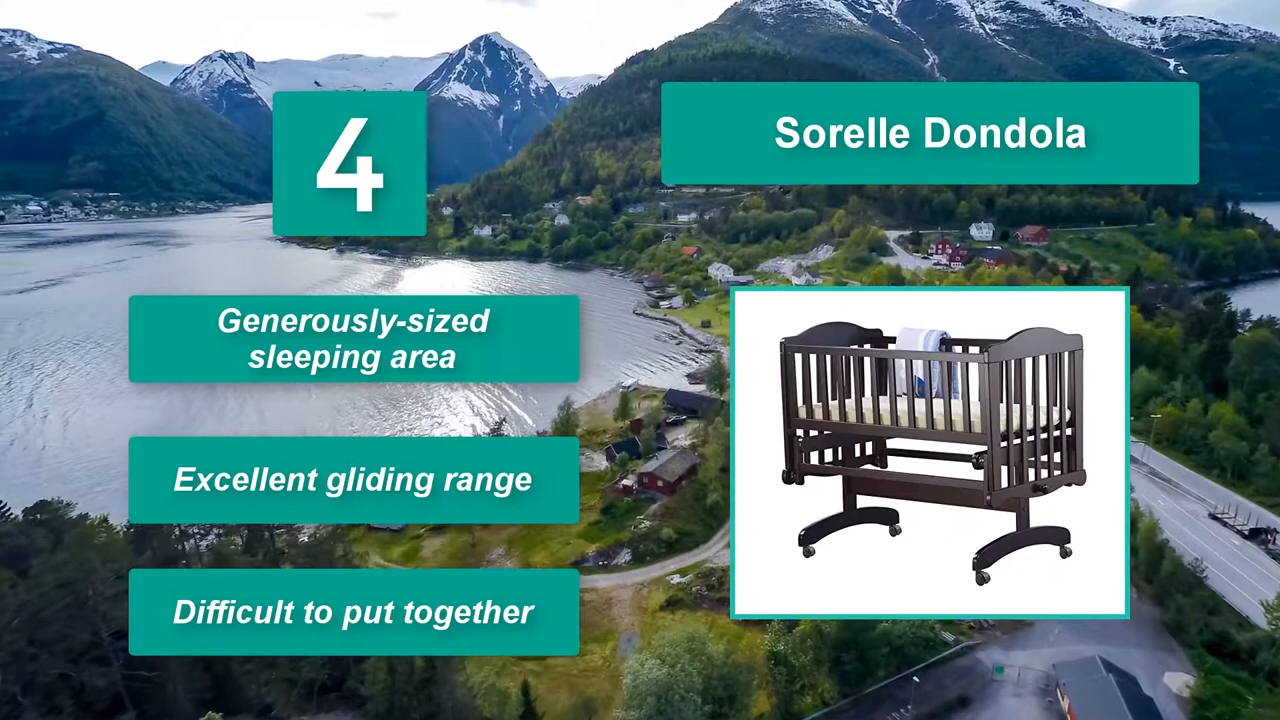 4
Sorelle Dondola
Generously-sized
sleeping area
Excellent gliding range
Difficult to put together